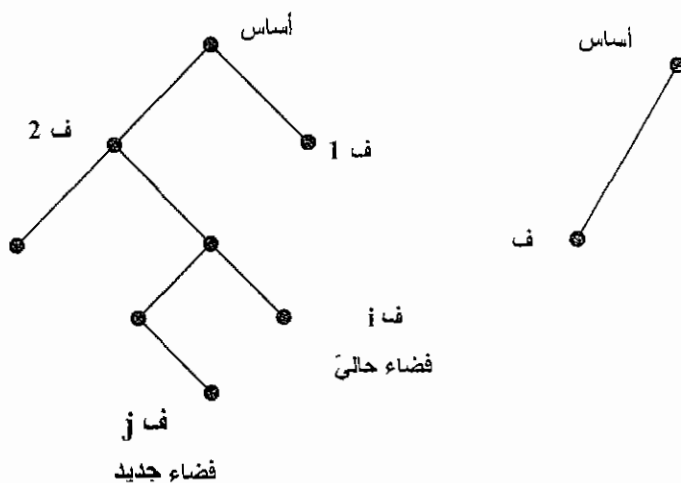 أساس
أساس
ف 2
ف 1
ف
ف i
فضاء حاليّ
ف j
فضاء جديد